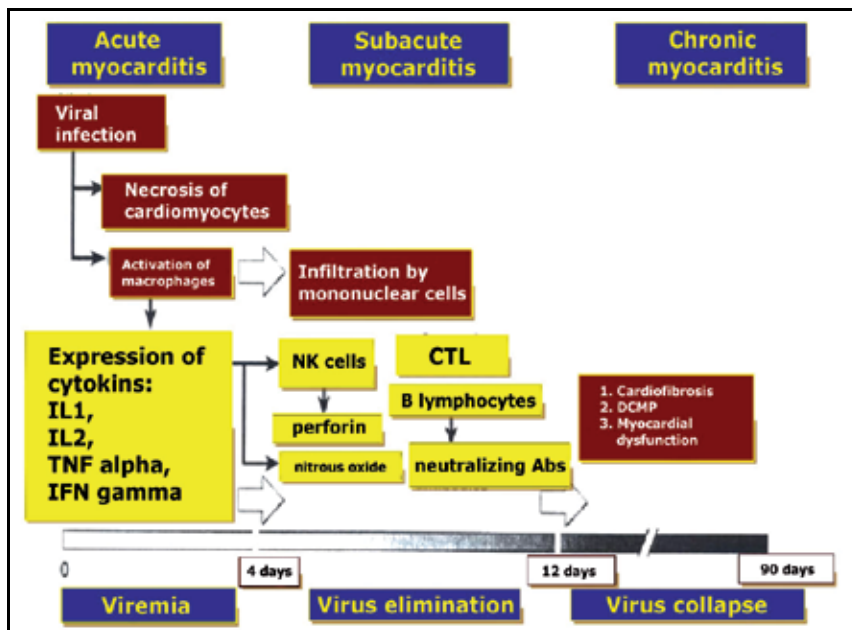 Acute
myocarditis
Subacute
myocarditis
Chronic
myocarditis
Viral
infection
Necrosis of
cardiomyocytes
Activation of
macrophages
Infiltration by
mononuclear cells
Expression of
cytokins:
IL1,
IL2,
TNF alpha,
IFN gamma
NK cells
perforin
nitrous oxide
CTL
B lymphocytes
neutralizing Abs
1. Cardiofibrosis
2. DCMP
3. Myocardial
dysfunction
0
4 days
12 days
90 days
Viremia
Virus elimination
Virus collapse